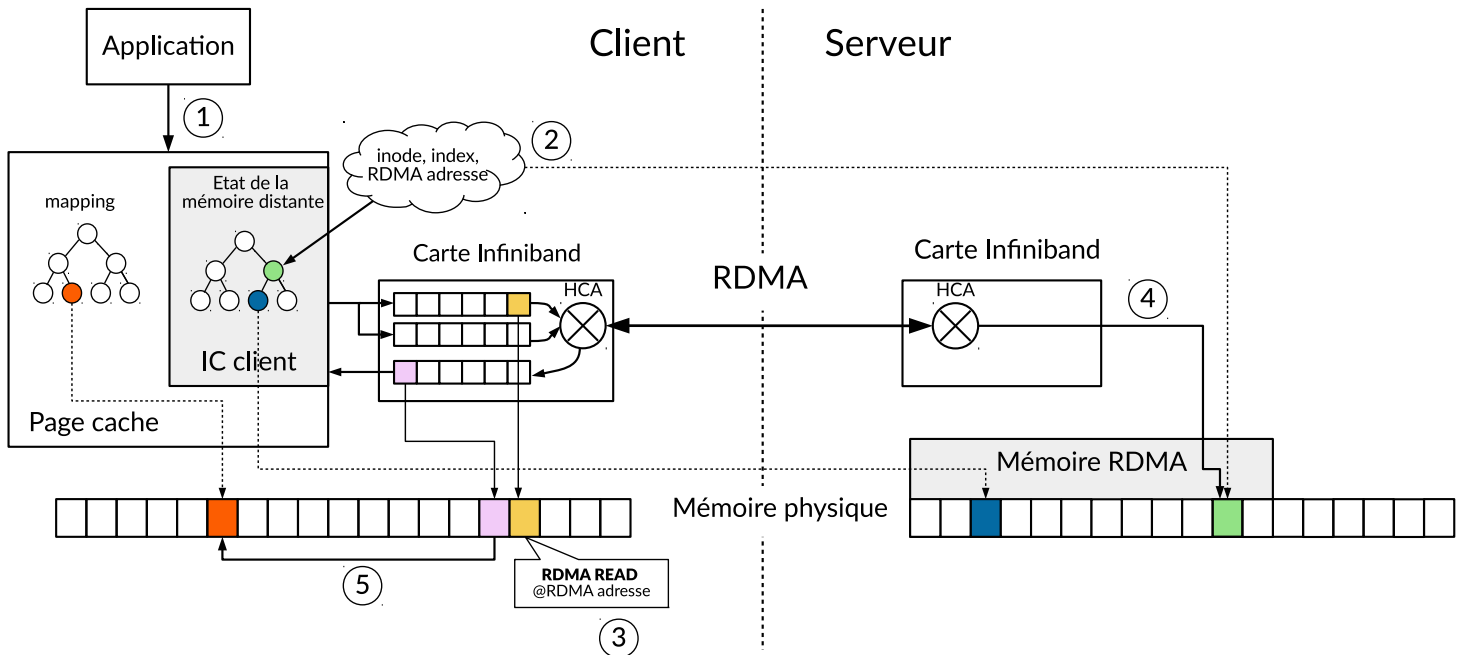 Application
Client
Serveur
1
2
inode, index,
RDMA adresse
Etat de la
mémoire distante
mapping
Carte Infiniband
Carte Infiniband
RDMA
HCA
HCA
4
IC client
Page cache
Mémoire RDMA
Mémoire physique
RDMA READ
@RDMA adresse
5
3